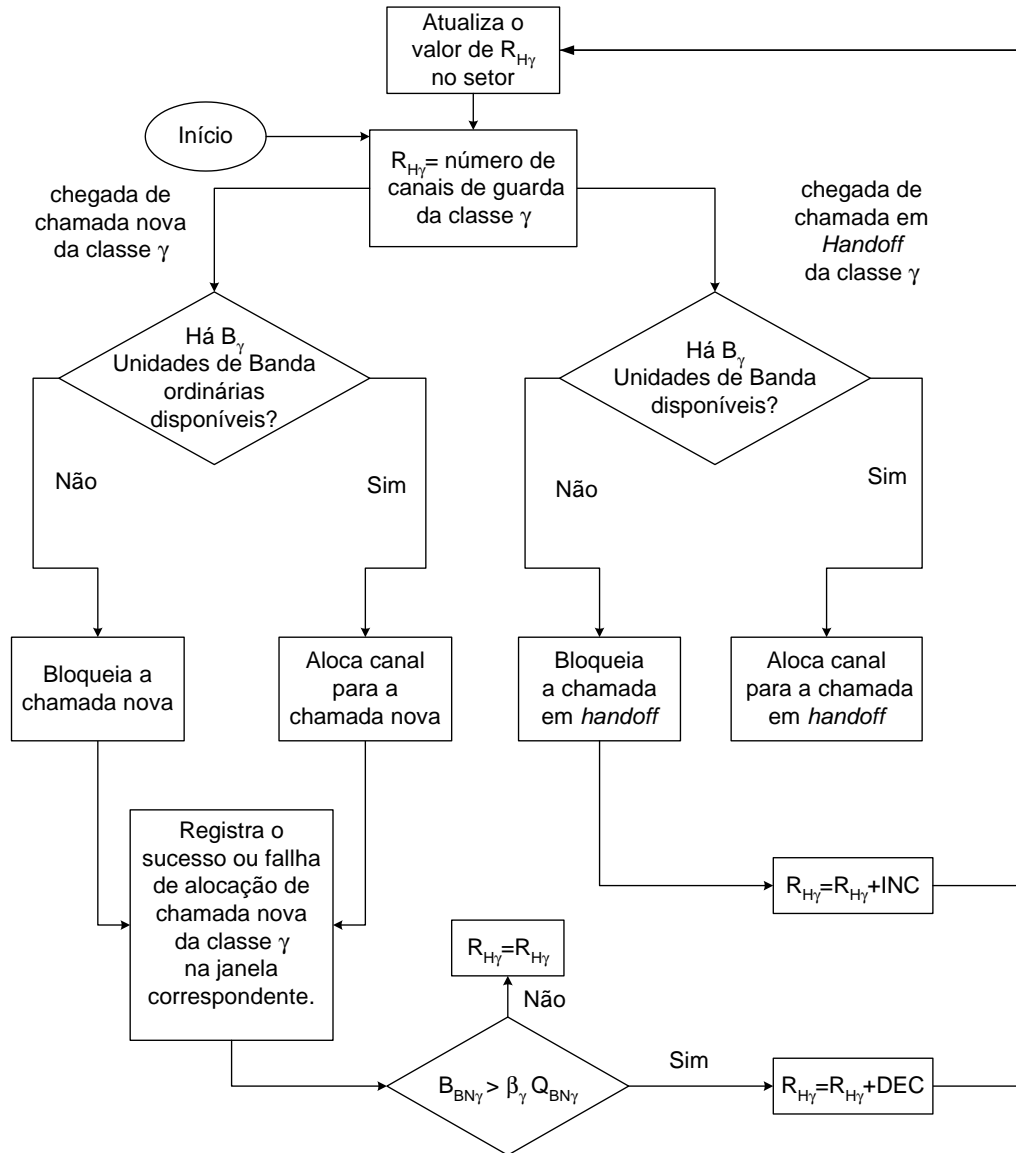 Atualiza o
valor de R_Hγ
no setor
Início
R_Hγ= número de
canais de guarda
da classe γ
chegada de
chamada nova
da classe γ
chegada de
chamada em
Handoff
da classe γ
Há B_γ
Unidades de Banda
ordinárias
disponíveis?
Há B_γ
Unidades de Banda
disponíveis?
Não
Sim
Não
Sim
Bloqueia a
chamada nova
Aloca canal
para a
chamada nova
Bloqueia
a chamada
em handoff
Aloca canal
para a chamada
em handoff
Registra o
sucesso ou fallha
de alocação de
chamada nova
da classe γ
na janela
correspondente.
R_Hγ=R_Hγ+INC
R_Hγ=R_Hγ
Não
B_BNγ > β_γ Q_BNγ
Sim
R_Hγ=R_Hγ+DEC